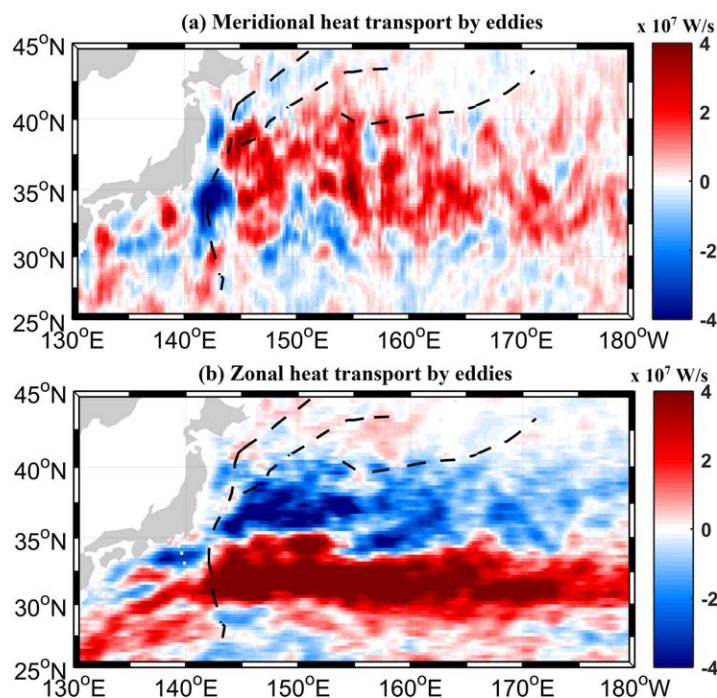 (a) Meridional heat transport by eddies
x 10⁷ W/s
45°N
40°N
35°N
30°N
25°N
130°E 140°E 150°E 160°E 170°E 180°W
4
2
0
-2
-4
(b) Zonal heat transport by eddies
x 10⁷ W/s
45°N
40°N
35°N
30°N
25°N
130°E 140°E 150°E 160°E 170°E 180°W
4
2
0
-2
-4